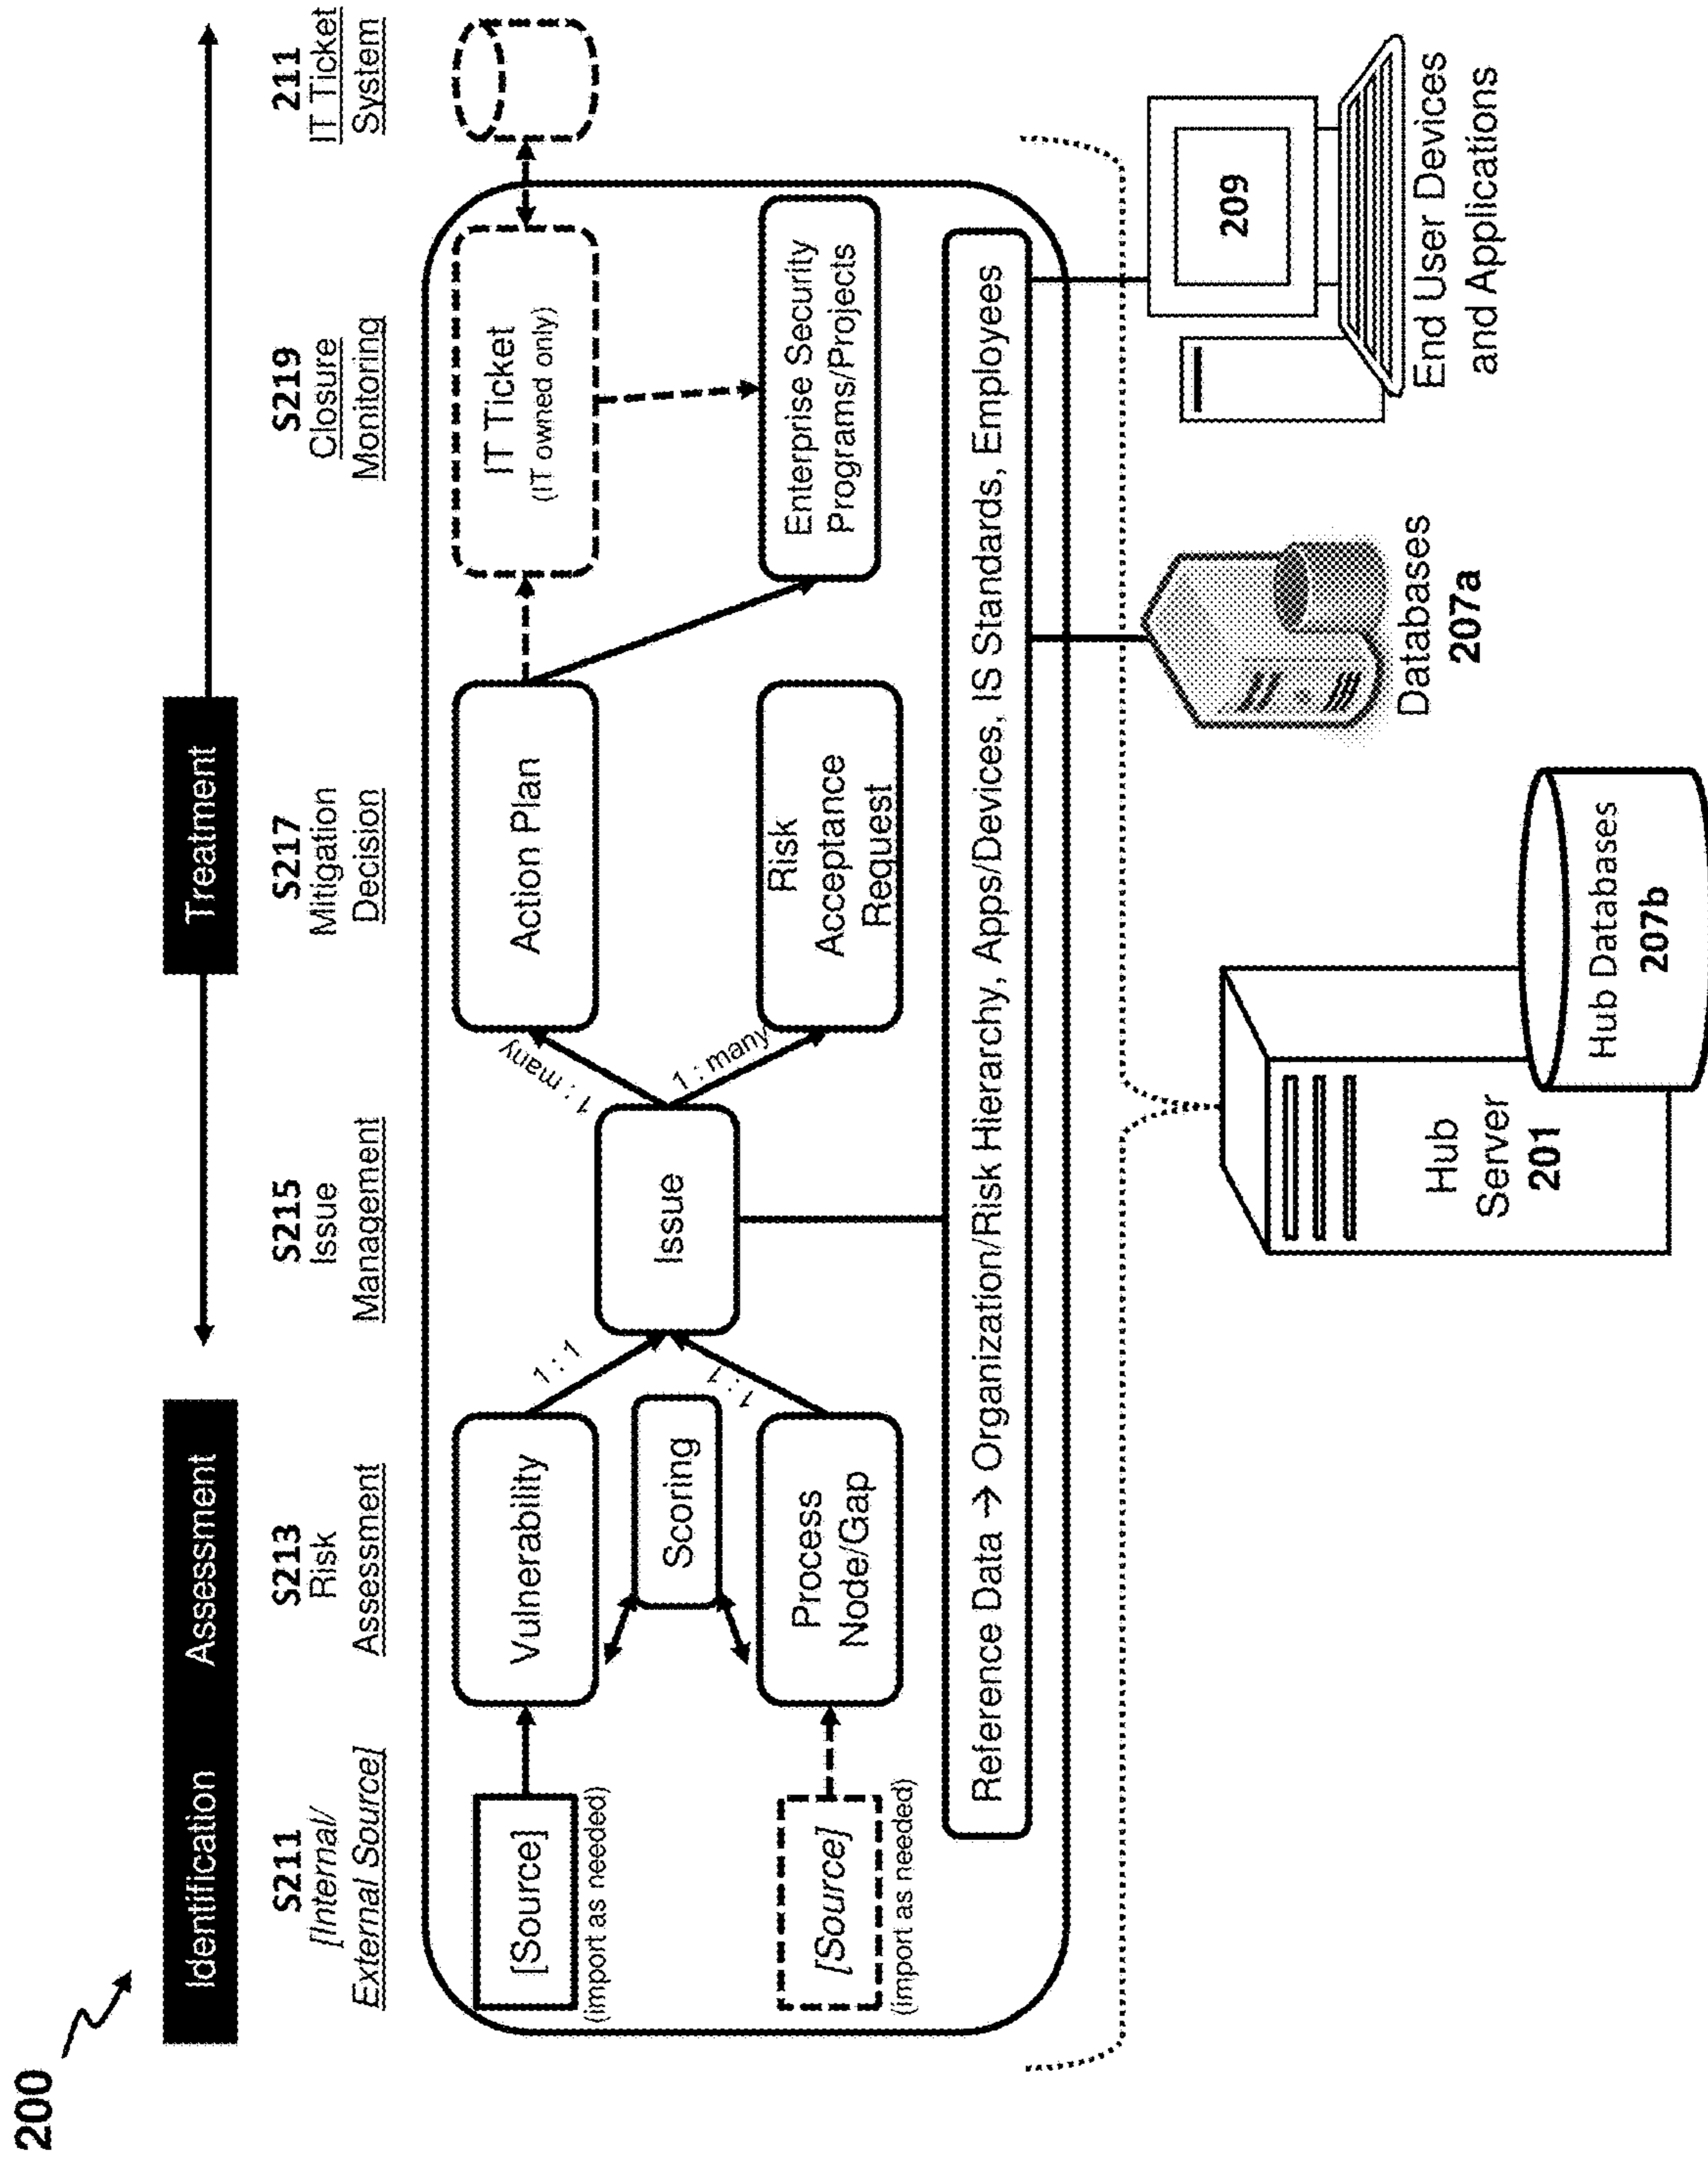 200
Identification
Assessment
Treatment
S211
[Internal/
External Source]
S213
Risk
Assessment
S215
Issue
Management
S217
Mitigation
Decision
S219
Closure
Monitoring
211
IT Ticket
System
[Source]
(import as needed)
Vulnerability
1 : 1
Scoring
[Source]
(import as needed)
Process
Node/Gap
1:1
Issue
1 : many
1 : many
Action Plan
Risk
Acceptance
Request
IT Ticket
(IT owned only)
Enterprise Security
Programs/Projects
Reference Data → Organization/Risk Hierarchy, Apps/Devices, IS Standards, Employees
Hub
Server
201
Hub Databases
207b
Databases
207a
209
End User Devices
and Applications